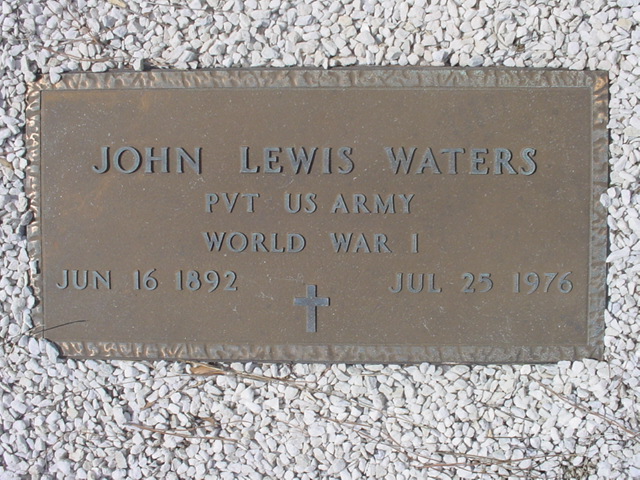 JOHN LEWIS WATERS
PVT US ARMY
WORLD WAR I
JUN 16 1892 JUL 25 1976